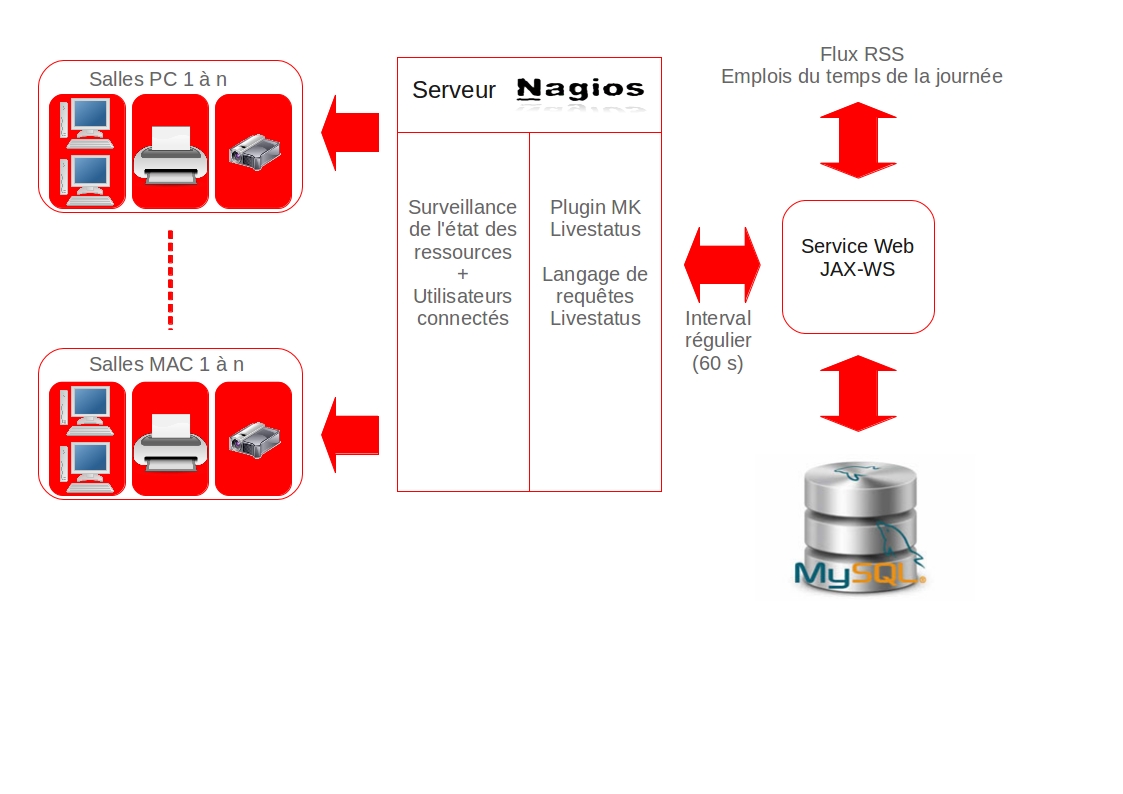 Salles PC 1 à n
Salles MAC 1 à n
Serveur Nagios
Surveillance
de l'état des
ressources
+
Utilisateurs
connectés
Plugin MK
Livestatus
Langage de
requêtes
Livestatus
Interval
régulier
(60 s)
Flux RSS
Emplois du temps de la journée
Service Web
JAX-WS
MySQL®